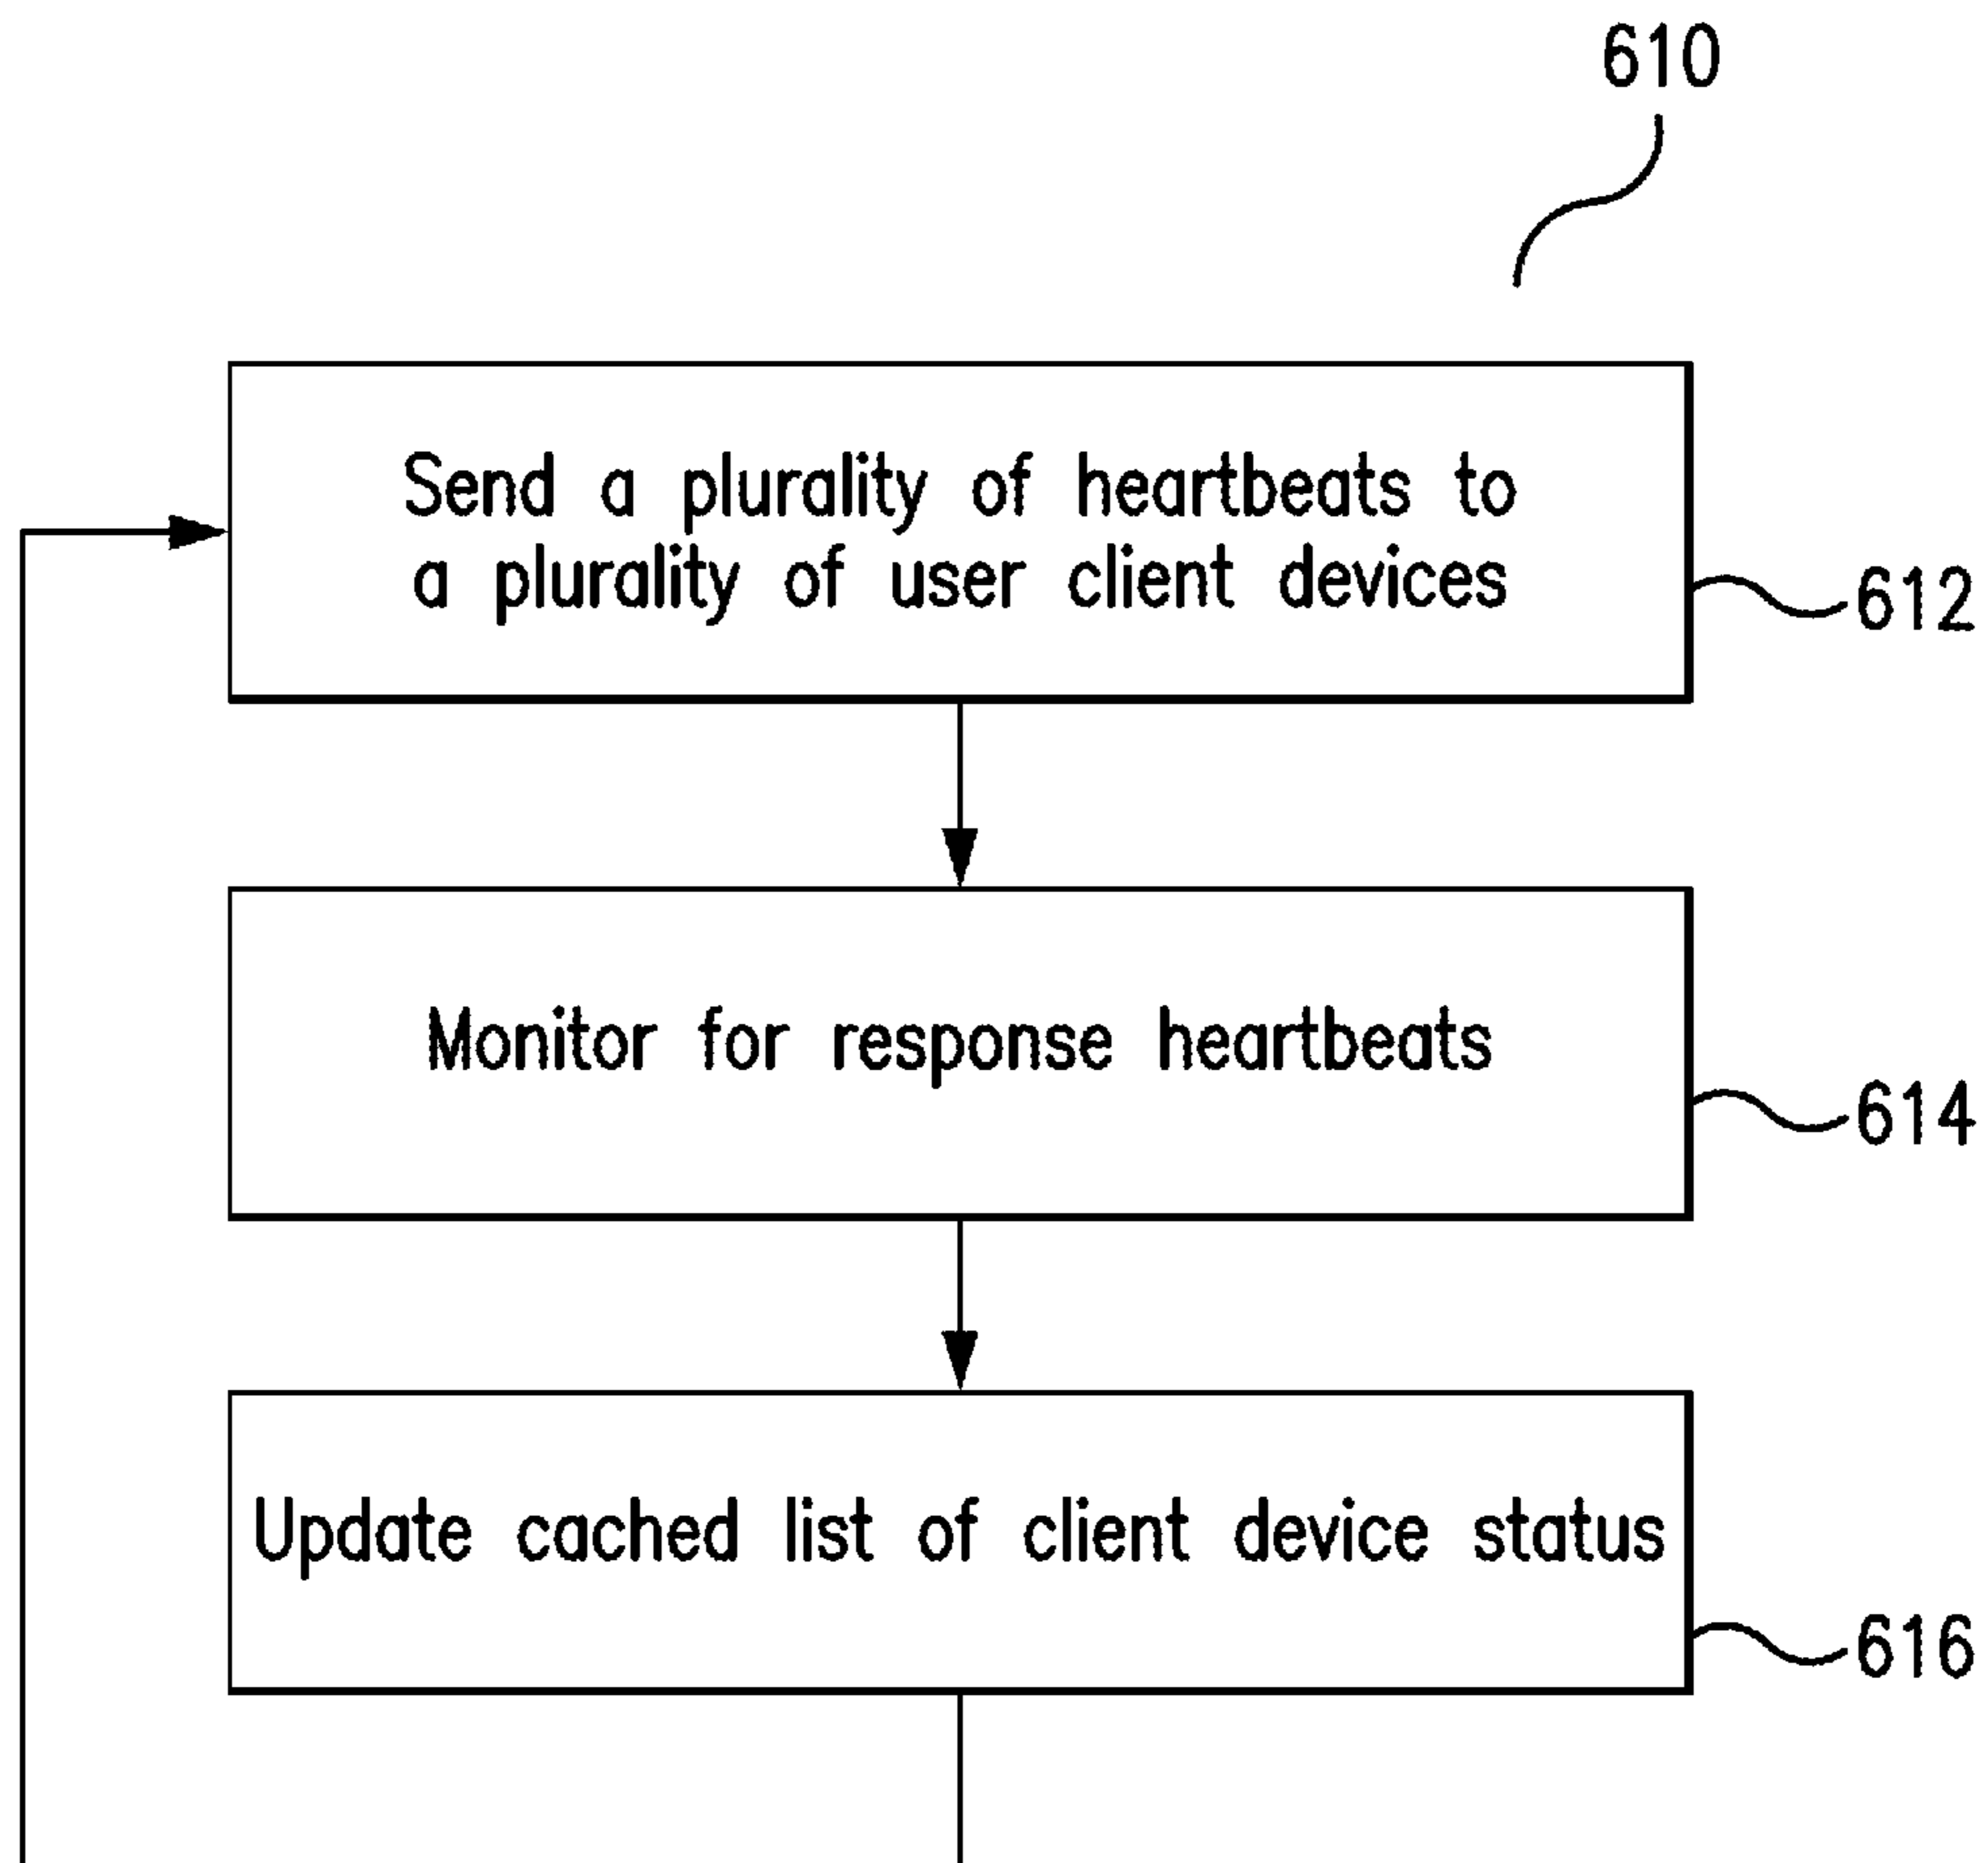 610
Send a plurality of heartbeats to
a plurality of user client devices
612
Monitor for response heartbeats
614
Update cached list of client device status
616